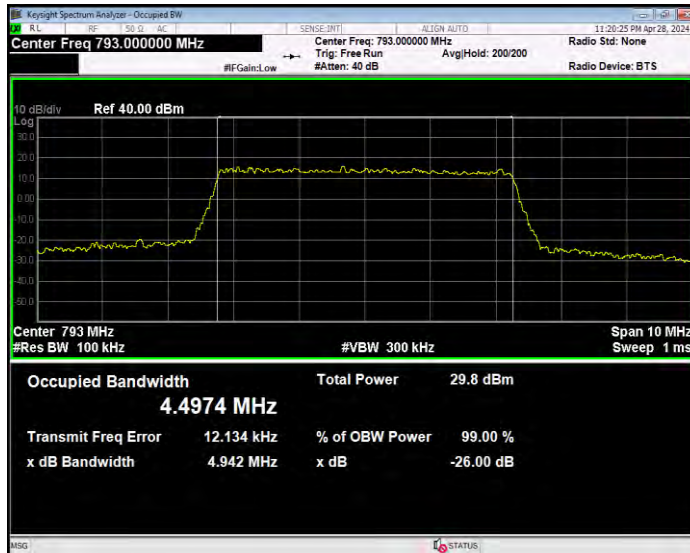 Keysight Spectrum Analyzer - Occupied BW
RL RF 50 Ω AC SENSE:INT ALIGN AUTO 11:20:25 PM Apr 28, 2024
Center Freq 793.000000 MHz Center Freq: 793.000000 MHz Radio Std: None
Trig: Free Run Avg|Hold: 200/200
#IFGain:Low #Atten: 40 dB Radio Device: BTS
10 dB/div Ref 40.00 dBm
Log
30.0
20.0
10.0
0.00
-10.0
-20.0
-30.0
-40.0
-50.0
Center 793 MHz Span 10 MHz
#Res BW 100 kHz #VBW 300 kHz Sweep 1 ms
Occupied Bandwidth Total Power 29.8 dBm
4.4974 MHz
Transmit Freq Error 12.134 kHz % of OBW Power 99.00 %
x dB Bandwidth 4.942 MHz x dB -26.00 dB
MSG STATUS